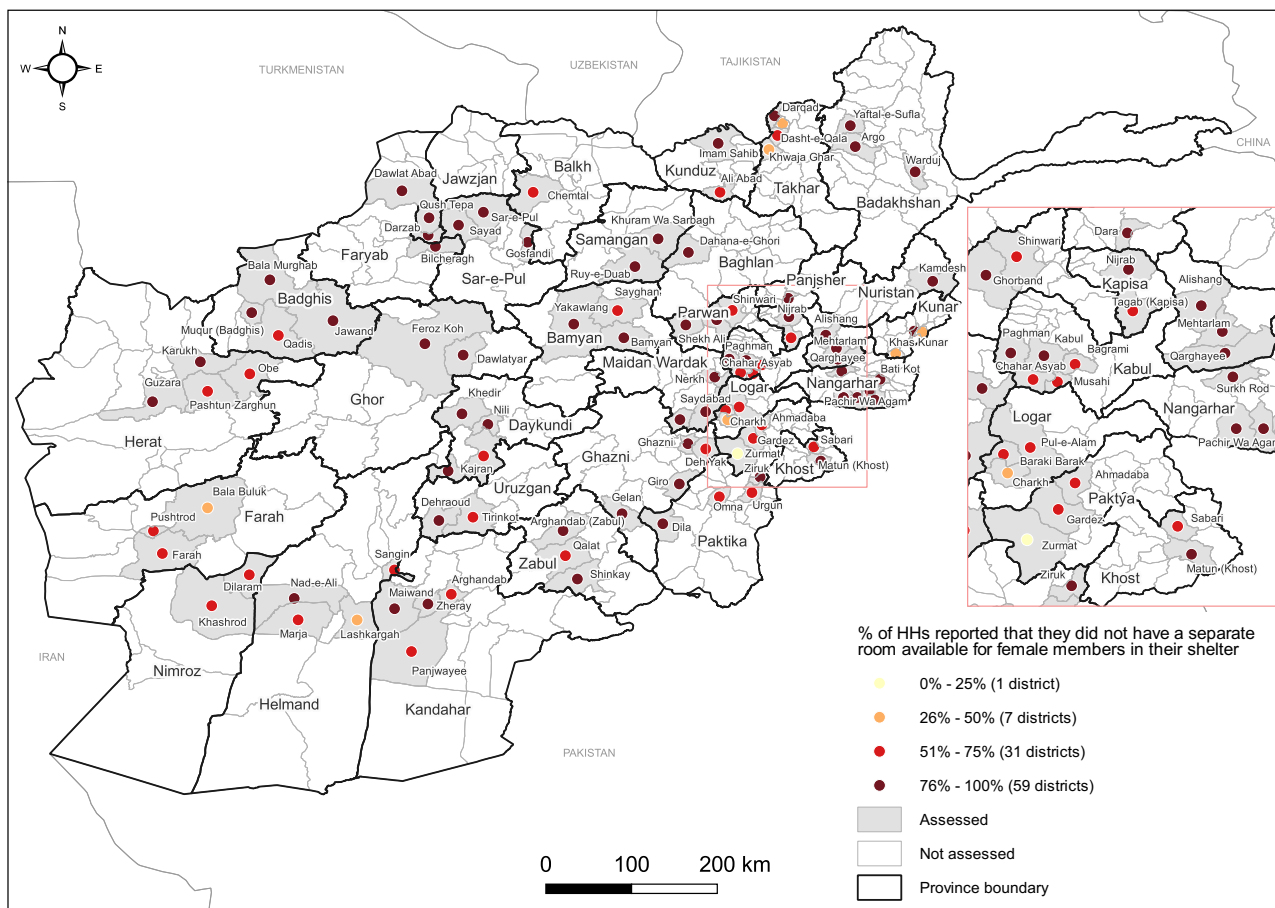 N
W
E
S
TURKMENISTAN
UZBEKISTAN
TAJIKISTAN
CHINA
IRAN
PAKISTAN
Darqad
Yaftal-e-Sufla
Dasht-e-Qala
Argo
Imam Sahib
Khwaja Ghar
Warduj
Kunduz
Ali Abad
Takhar
Badakhshan
Dawlat Abad
Jawzjan
Balkh
Chemtal
Qush Tepa
Sar-e-Pul
Darzab
Sayad
Khuram Wa Sarbagh
Samangan
Dahana-e-Ghori
Faryab
Bilcheragh
Gosfandi
Sar-e-Pul
Ruy-e-Duab
Baghlan
Bala Murghab
Badghis
Muqur (Badghis)
Jawand
Qadis
Yakawlang
Sayghan
Bamyan
Bamyan
Panjsher
Nuristan
Kamdesh
Kunar
Shinwari
Parwan
Nijrab
Alishang
Khas Kunar
Shekh Ali
Mehtarlam
Feroz Koh
Dawlatyar
Karukh
Obe
Guzara
Pashtun Zarghun
Herat
Ghor
Maidan Wardak
Paghman
Chahar Asyab
Qarghayee
Bati Kot
Nerkh
Logar
Nangarhar
Pachir Wa Agam
Khedir
Nili
Daykundi
Saydabad
Charkh
Ahmadaba
Ghazni
Ghazni
Gardez
Sabari
Deh Yak
Zurmat
Khost
Matun (Khost)
Kajran
Giro
Ziruk
Uruzgan
Omna
Urgun
Gelan
Dila
Paktika
Bala Buluk
Pushtrod
Farah
Farah
Dehraoud
Tirinkot
Arghandab (Zabul)
Qalat
Zabul
Shinkay
Sangin
Dilaram
Nad-e-Ali
Arghandab
Maiwand
Zheray
Khashrod
Marja
Lashkargah
Panjwayee
Nimroz
Helmand
Kandahar
Dara
Shinwari
Nijrab
Kapisa
Alishang
Ghorband
Tagab (Kapisa)
Mehtarlam
Paghman
Kabul
Bagrami
Qarghayee
Chahar Asyab
Kabul
Musahi
Surkh Rod
Nangarhar
Logar
Pachir Wa Agam
Pul-e-Alam
Baraki Barak
Ahmadaba
Charkh
Paktya
Gardez
Sabari
Zurmat
Matun (Khost)
Ziruk
Khost
% of HHs reported that they did not have a separate
room available for female members in their shelter
0% - 25% (1 district)
26% - 50% (7 districts)
51% - 75% (31 districts)
76% - 100% (59 districts)
Assessed
Not assessed
Province boundary
0 100 200 km